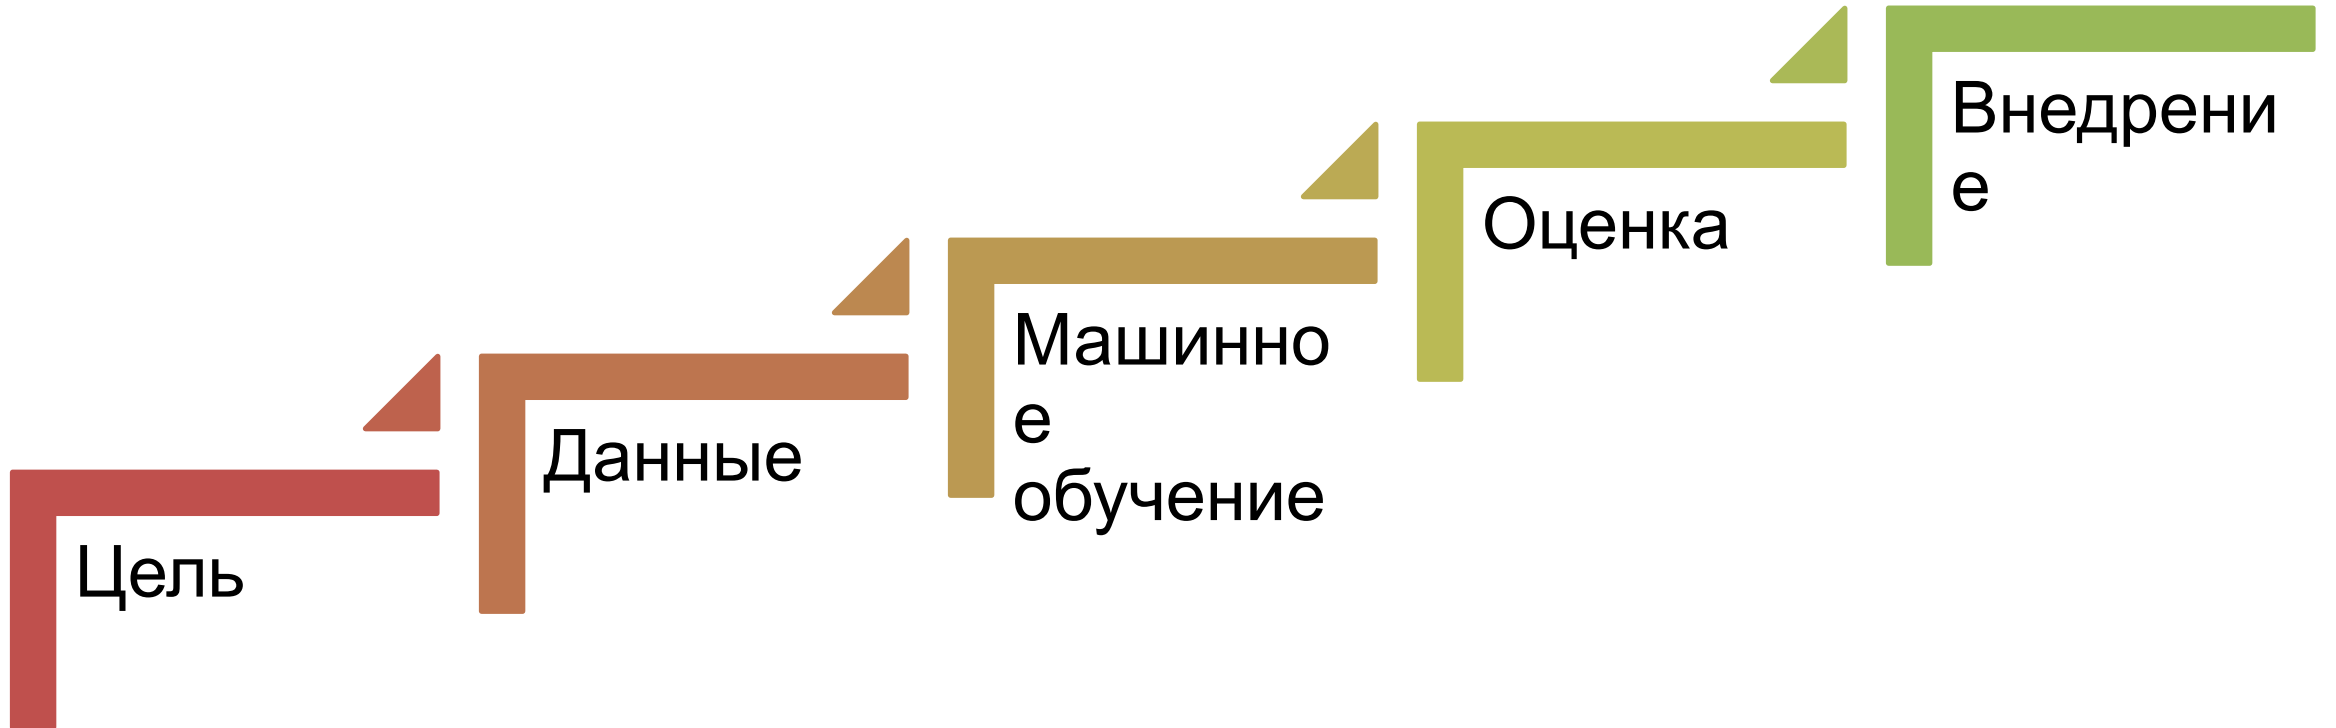 Цель
Данные
Машинно
е
обучение
Оценка
Внедрени
е